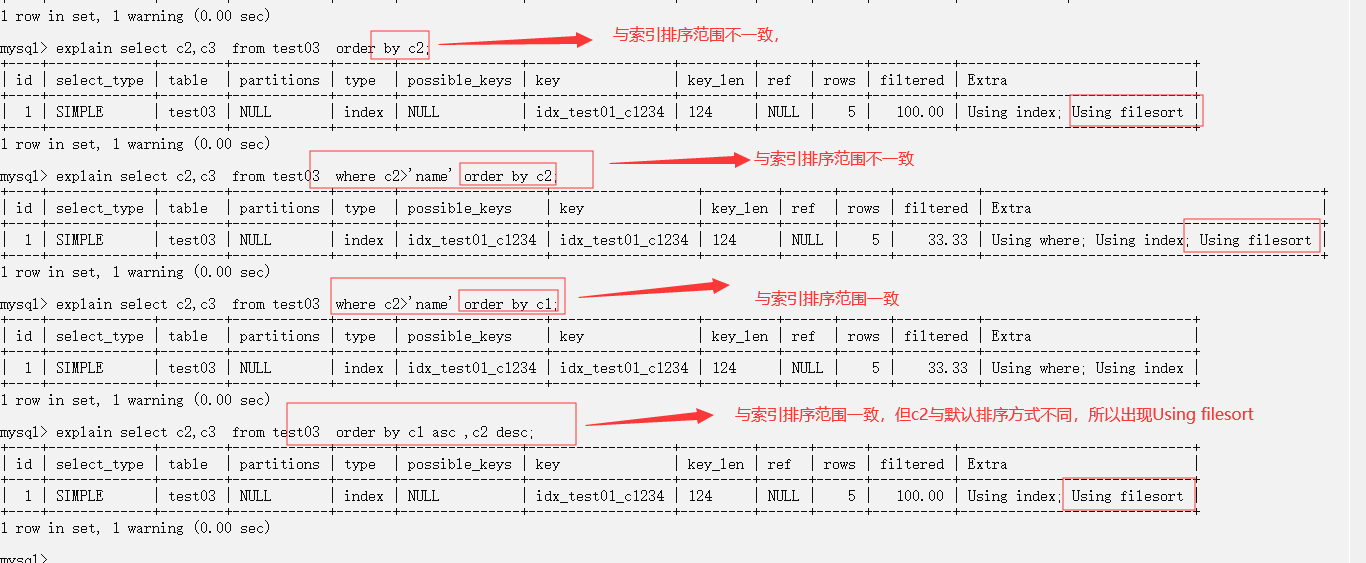 1 row in set, 1 warning (0.00 sec)
mysql> explain select c2,c3  from test03  order by c2;
与索引排序范围不一致，
| id | select_type | table  | partitions | type  | possible_keys | key            | key_len | ref  | rows | filtered | Extra                       |
|  1 | SIMPLE      | test03 | NULL       | index | NULL          | idx_test01_c1234 | 124     | NULL |    5 |   100.00 | Using index; Using filesort |
1 row in set, 1 warning (0.00 sec)
与索引排序范围不一致
mysql> explain select c2,c3  from test03  where c2>'name' order by c2;
| id | select_type | table  | partitions | type  | possible_keys    | key              | key_len | ref  | rows | filtered | Extra                                    |
|  1 | SIMPLE      | test03 | NULL       | index | idx_test01_c1234 | idx_test01_c1234 | 124     | NULL |    5 |    33.33 | Using where; Using index; Using filesort |
1 row in set, 1 warning (0.00 sec)
与索引排序范围一致
mysql> explain select c2,c3  from test03  where c2>'name' order by c1;
| id | select_type | table  | partitions | type  | possible_keys    | key              | key_len | ref  | rows | filtered | Extra                    |
|  1 | SIMPLE      | test03 | NULL       | index | idx_test01_c1234 | idx_test01_c1234 | 124     | NULL |    5 |    33.33 | Using where; Using index |
1 row in set, 1 warning (0.00 sec)
与索引排序范围一致，但c2与默认排序方式不同，所以出现Using filesort
mysql> explain select c2,c3  from test03  order by c1 asc ,c2 desc;
| id | select_type | table  | partitions | type  | possible_keys | key              | key_len | ref  | rows | filtered | Extra                       |
|  1 | SIMPLE      | test03 | NULL       | index | NULL          | idx_test01_c1234 | 124     | NULL |    5 |   100.00 | Using index; Using filesort |
1 row in set, 1 warning (0.00 sec)
mysql>